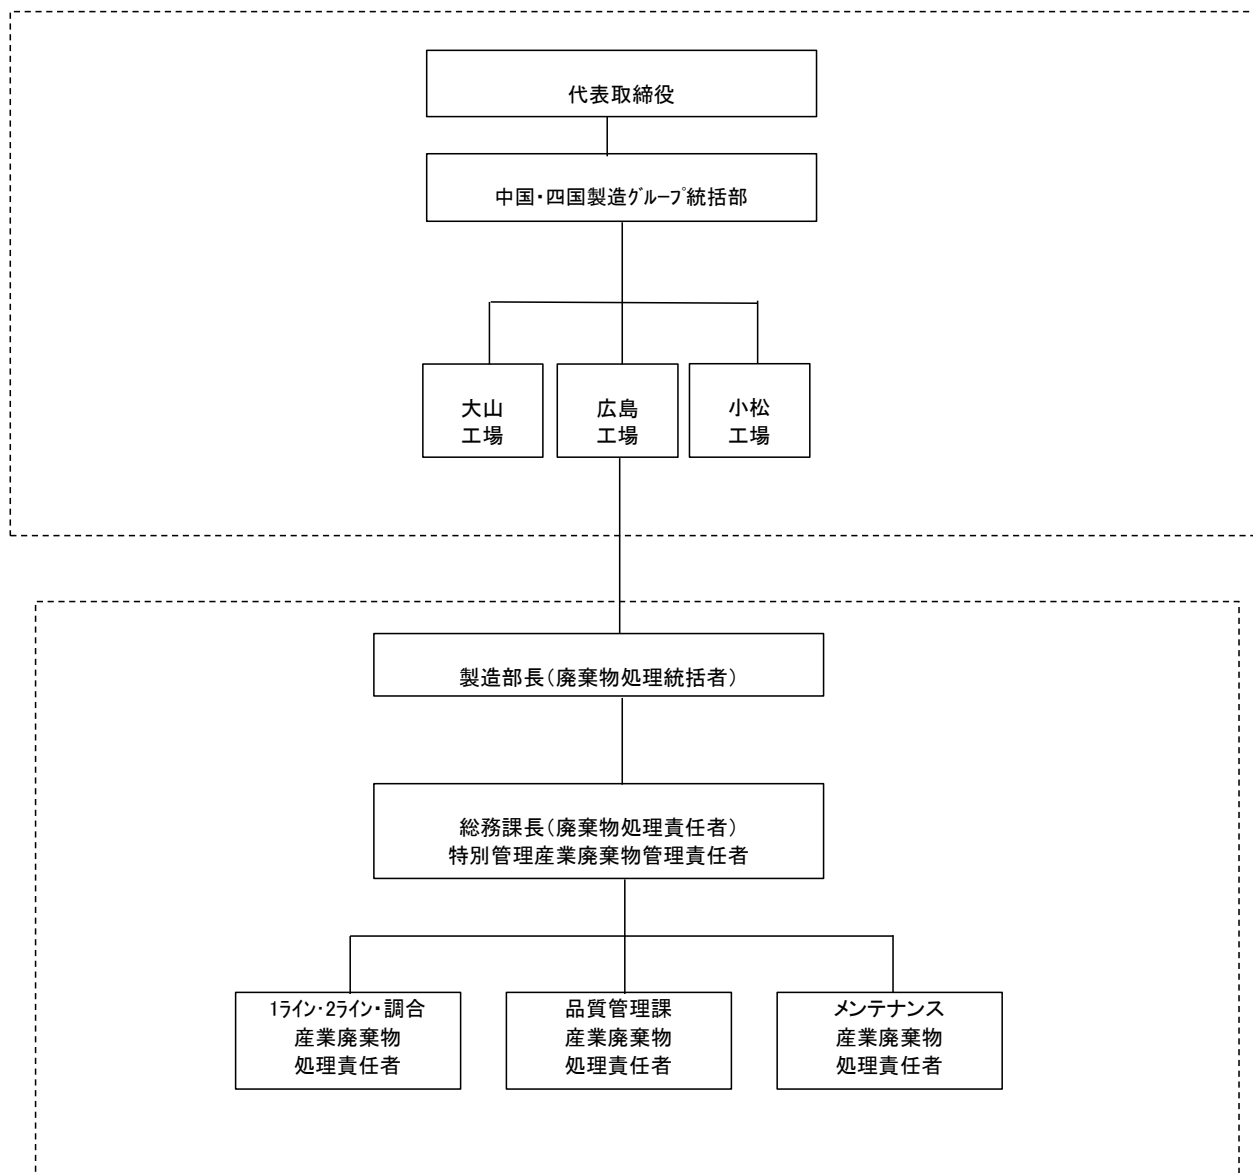 代表取締役
中国・四国製造ｸﾞﾙｰﾌﾟ統括部
大山
工場
広島
工場
小松
工場
製造部長（廃棄物処理統括者）
総務課長（廃棄物処理責任者）
特別管理産業廃棄物管理責任者
1ﾗｲﾝ・2ﾗｲﾝ・調合
産業廃棄物
処理責任者
品質管理課
産業廃棄物
処理責任者
メンテナンス
産業廃棄物
処理責任者